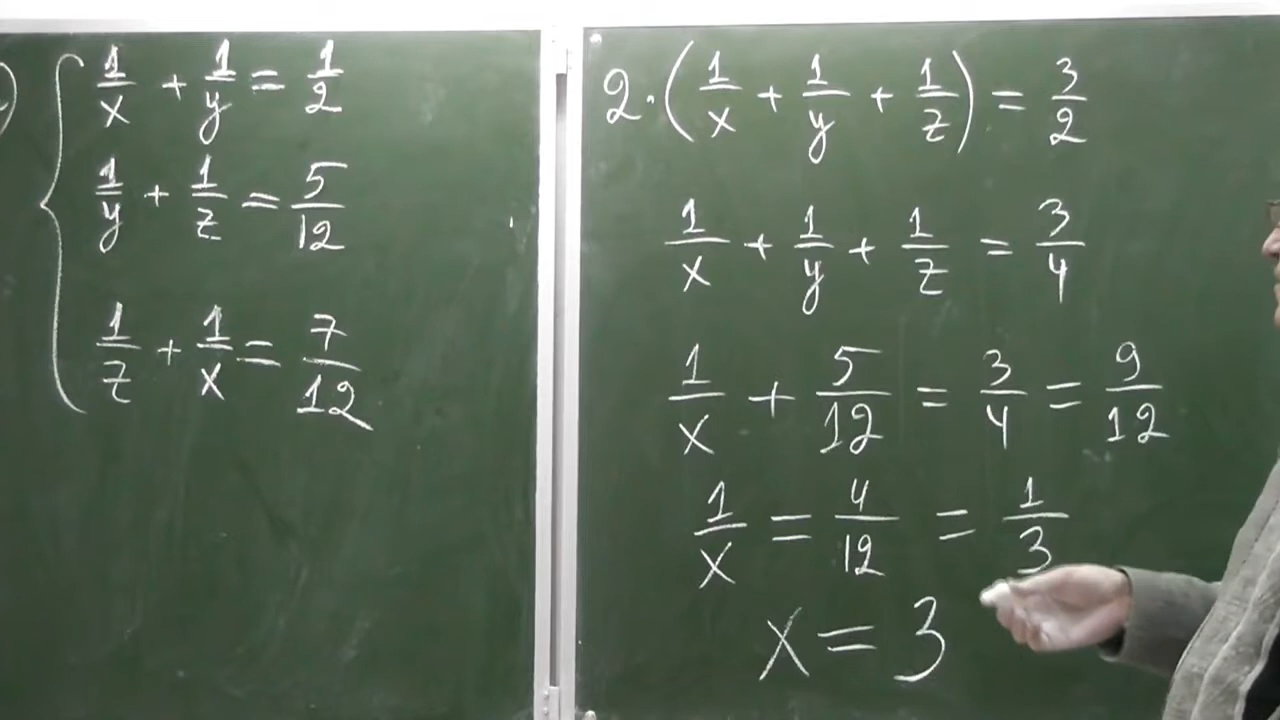 1/x + 1/y = 1/2
1/y + 1/z = 5/12
1/z + 1/x = 7/12
2·(1/x + 1/y + 1/z) = 3/2
1/x + 1/y + 1/z = 3/4
1/x + 5/12 = 3/4 = 9/12
1/x = 4/12 = 1/3
x = 3